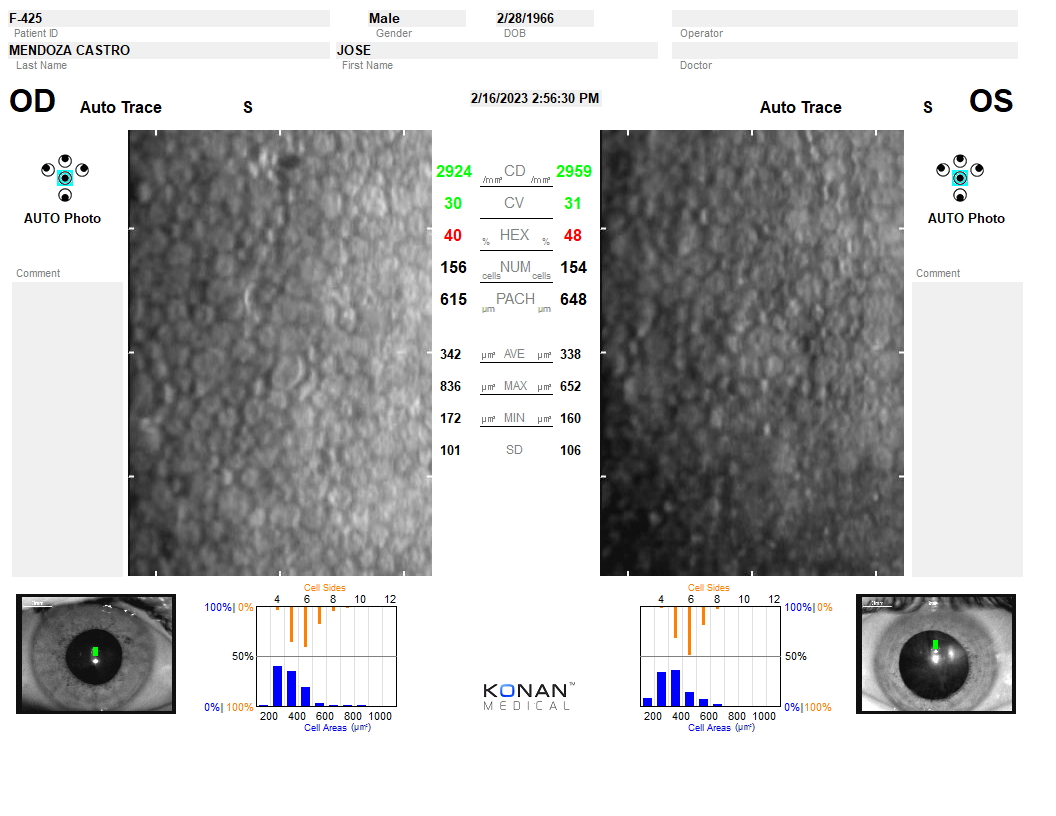 F-425 Male 2/28/1966
Patient ID Gender DOB Operator
MENDOZA CASTRO JOSE
Last Name First Name Doctor
OD Auto Trace S 2/16/2023 2:56:30 PM Auto Trace S OS
2924 /mm² CD /mm² 2959
30 CV 31
AUTO Photo AUTO Photo
40 % HEX % 48
156 cells NUM cells 154
Comment Comment
615 µm PACH µm 648
342 µm² AVE µm² 338
836 µm² MAX µm² 652
172 µm² MIN µm² 160
101 SD 106
Cell Sides Cell Sides
4 6 8 10 12 4 6 8 10 12
100%| 0% 100%| 0%
50% 50%
0%| 100% 0%| 100%
200 400 600 800 1000 200 400 600 800 1000
Cell Areas (µm²) Cell Areas (µm²)
KONAN™
MEDICAL